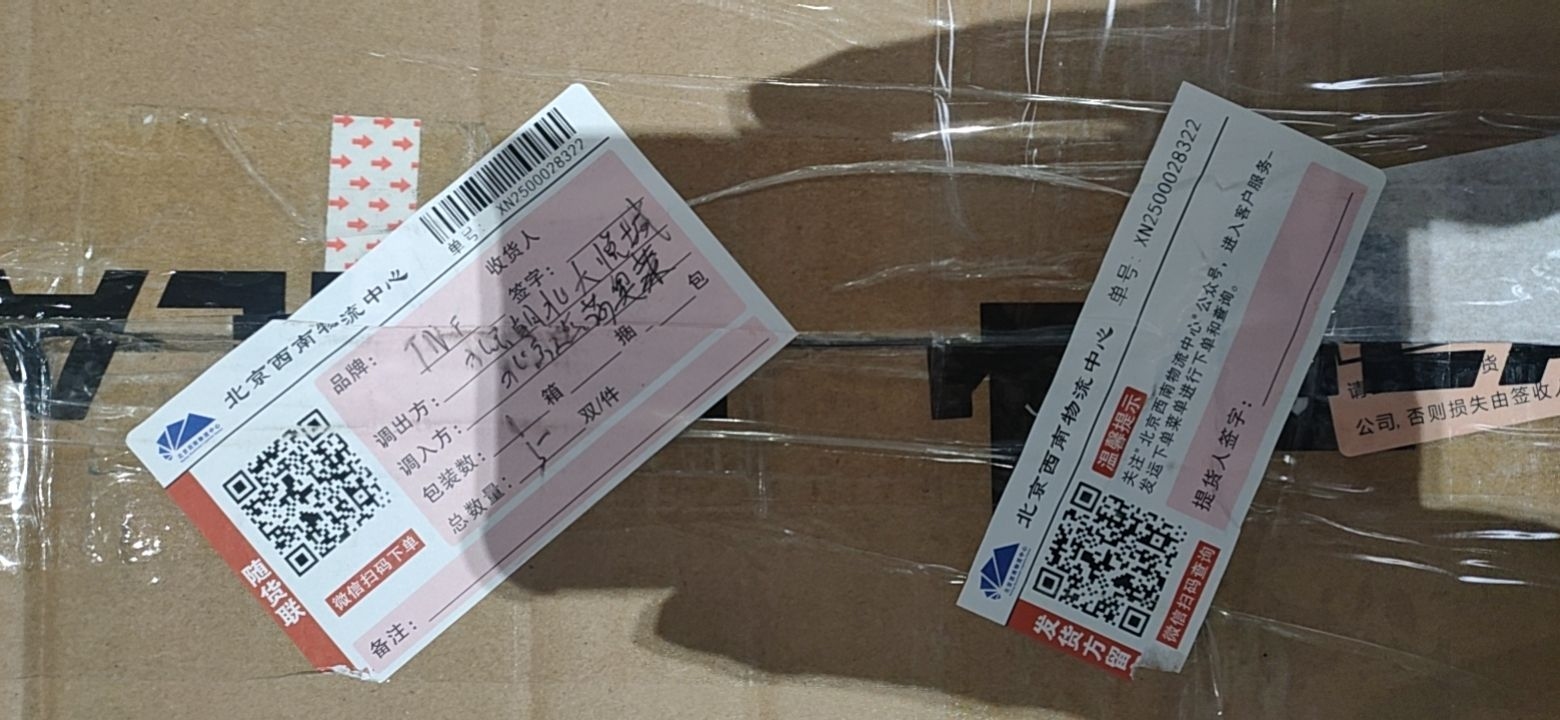 北京西南物流中心
单号: XN2500028322
品牌: TNF
收货人
签字:
调出方: 北京朝北大悦城
调入方: 北京
包装数: 箱 捆 包
总数量: 双/件
备注:
随货联
微信扫码下单
北京西南物流中心
单号: XN2500028322
温馨提示
关注"北京西南物流中心"公众号, 进入客户服务-
发运下单菜单进行下单和查询。
提货人签字:
发货方留
微信扫码查询
请
货
公司, 否则损失由签收人